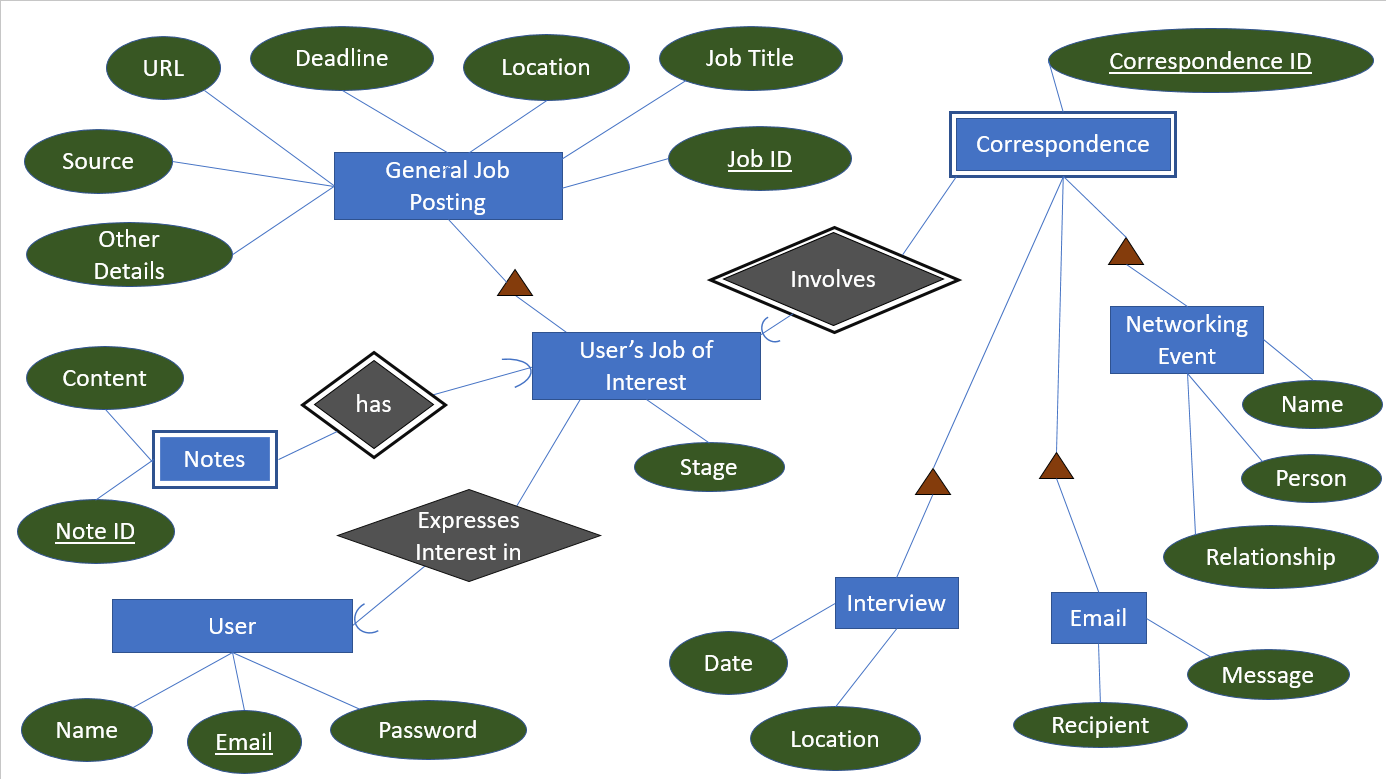 URL
Deadline
Location
Job Title
Correspondence ID
Source
General Job
Posting
Job ID
Correspondence
Other
Details
Involves
Networking
Event
Content
has
User’s Job of
Interest
Name
Notes
Stage
Person
Note ID
Expresses
Interest in
Relationship
User
Interview
Email
Date
Message
Name
Email
Password
Location
Recipient